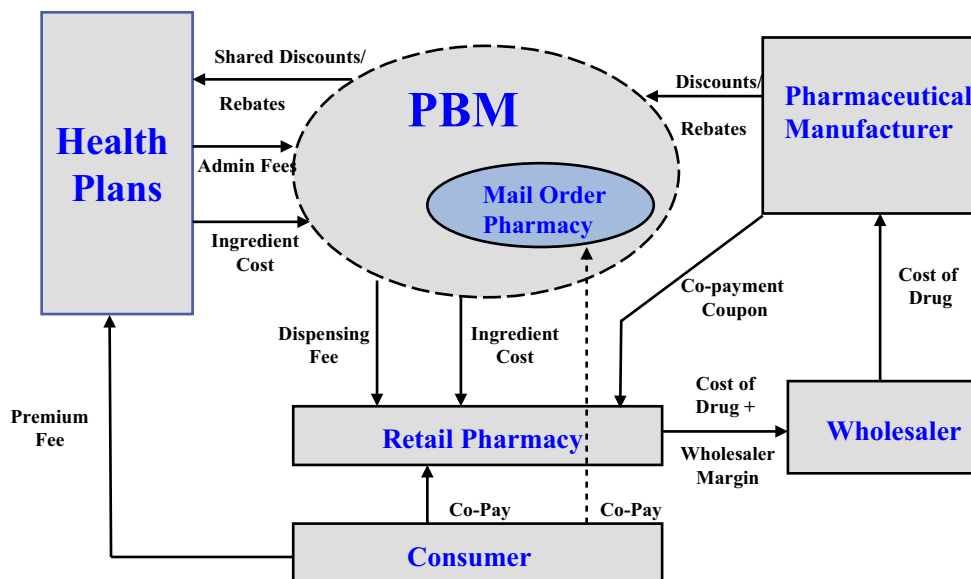 Shared Discounts/
Rebates
PBM
Discounts/
Rebates
Pharmaceutical
Manufacturer
Health
Plans
Admin Fees
Mail Order
Pharmacy
Ingredient
Cost
Co-payment
Coupon
Cost of
Drug
Dispensing
Fee
Ingredient
Cost
Premium
Fee
Retail Pharmacy
Cost of
Drug +
Wholesaler
Margin
Wholesaler
Co-Pay
Co-Pay
Consumer